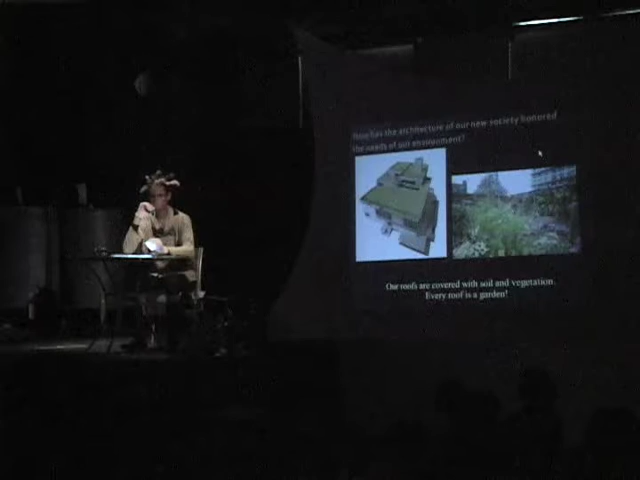 How has the architecture of our new society honored
the needs of our environment?
Our roofs are covered with soil and vegetation.
Every roof is a garden!